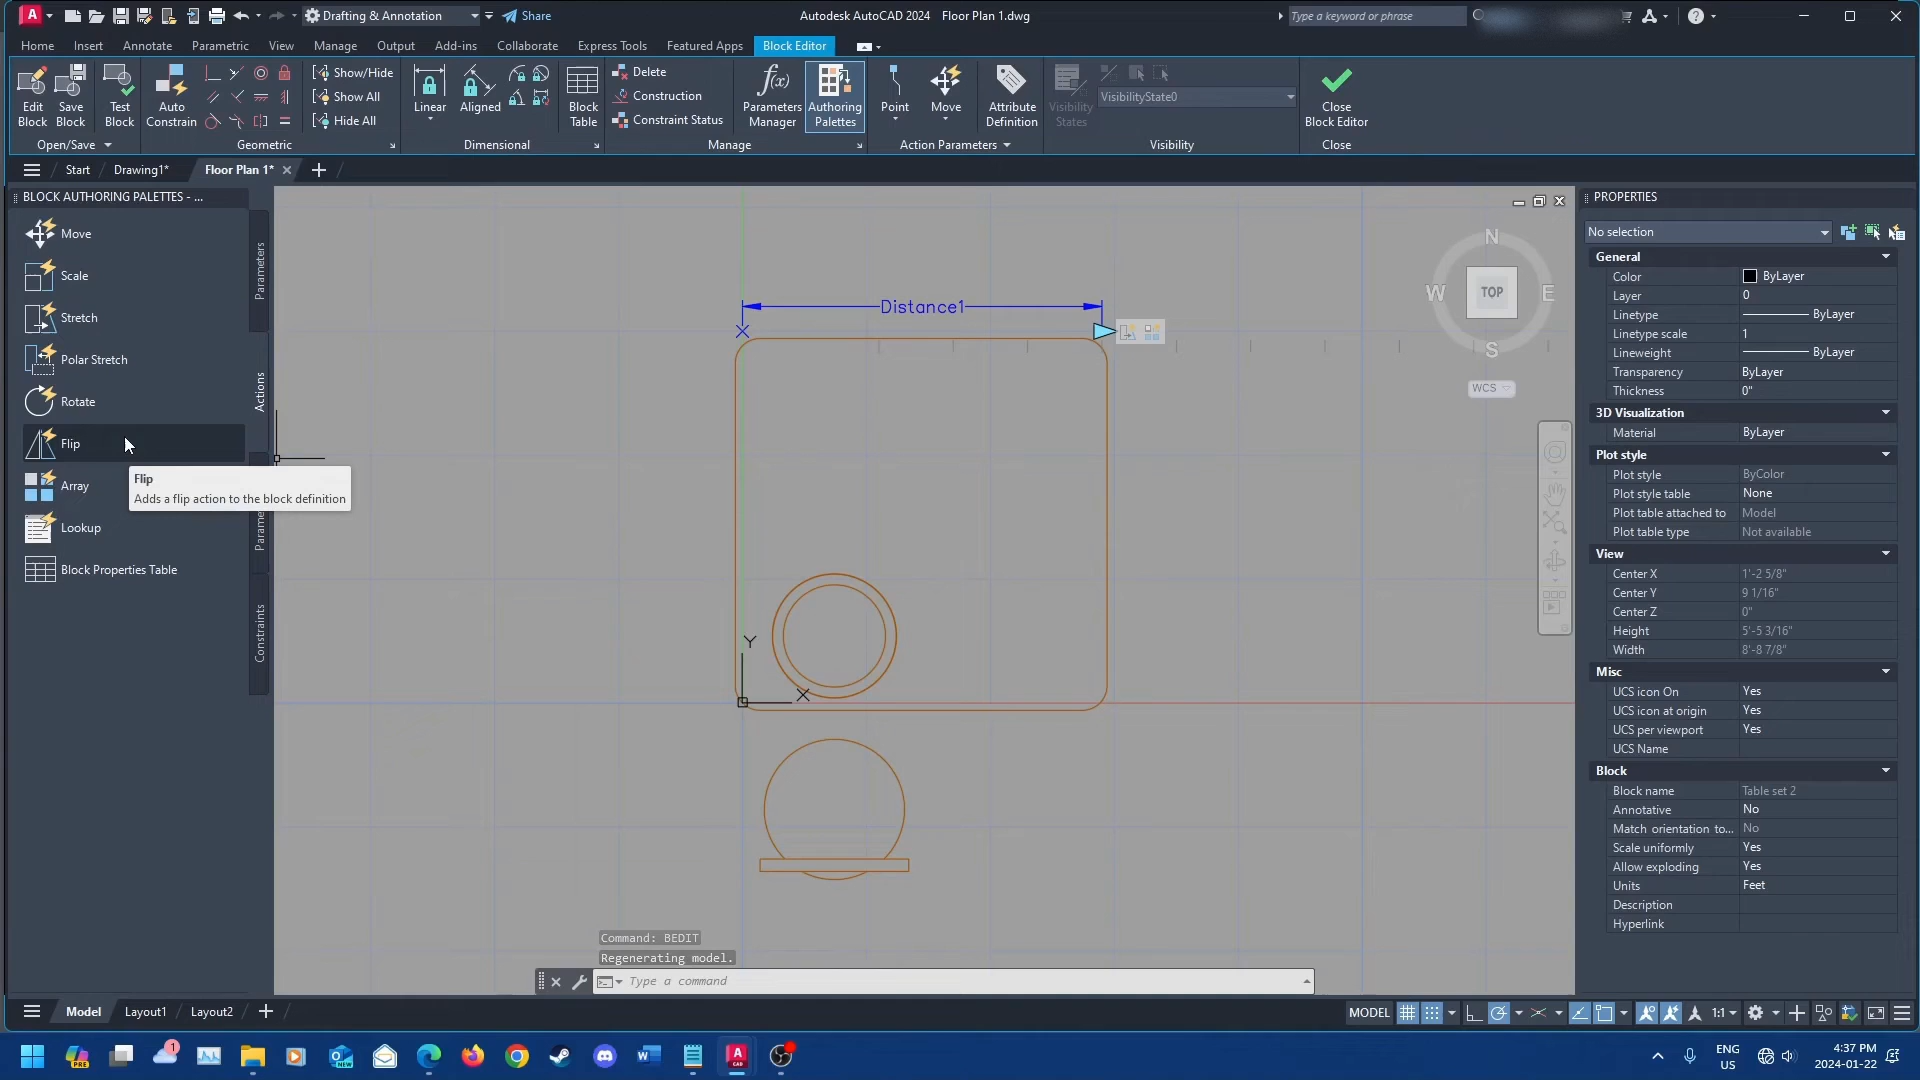 Drafting & Annotation
Share
Autodesk AutoCAD 2024 Floor Plan 1.dwg
Type a keyword or phrase
Home Insert Annotate Parametric View Manage Output Add-ins Collaborate Express Tools Featured Apps Block Editor
Edit Block
Save Block
Test Block
Auto Constrain
Show/Hide
Show All
Hide All
Linear
Aligned
Block Table
Delete
Construction
Constraint Status
Parameters Manager
Authoring Palettes
Point
Move
Attribute Definition
Visibility States
VisibilityState0
Close Block Editor
Open/Save Geometric Dimensional Manage Action Parameters Visibility Close
Start Drawing1* Floor Plan 1*
BLOCK AUTHORING PALETTES - ...
Move
Scale
Stretch
Polar Stretch
Rotate
Flip
Array
Lookup
Block Properties Table
Flip
Adds a flip action to the block definition
Parameters
Actions
Param
Constraints
Distance1
Y
X
N
W TOP E
S
WCS
Command: BEDIT
Regenerating model.
Type a command
PROPERTIES
No selection
General
Color ByLayer
Layer 0
Linetype ByLayer
Linetype scale 1
Lineweight ByLayer
Transparency ByLayer
Thickness 0"
3D Visualization
Material ByLayer
Plot style
Plot style ByColor
Plot style table None
Plot table attached to Model
Plot table type Not available
View
Center X 1'-2 5/8"
Center Y 9 1/16"
Center Z 0"
Height 5'-5 3/16"
Width 8'-8 7/8"
Misc
UCS icon On Yes
UCS icon at origin Yes
UCS per viewport Yes
UCS Name
Block
Block name Table set 2
Annotative No
Match orientation to... No
Scale uniformly Yes
Allow exploding Yes
Units Feet
Description
Hyperlink
Model Layout1 Layout2
MODEL 1:1
1
ENG
US
4:37 PM
2024-01-22